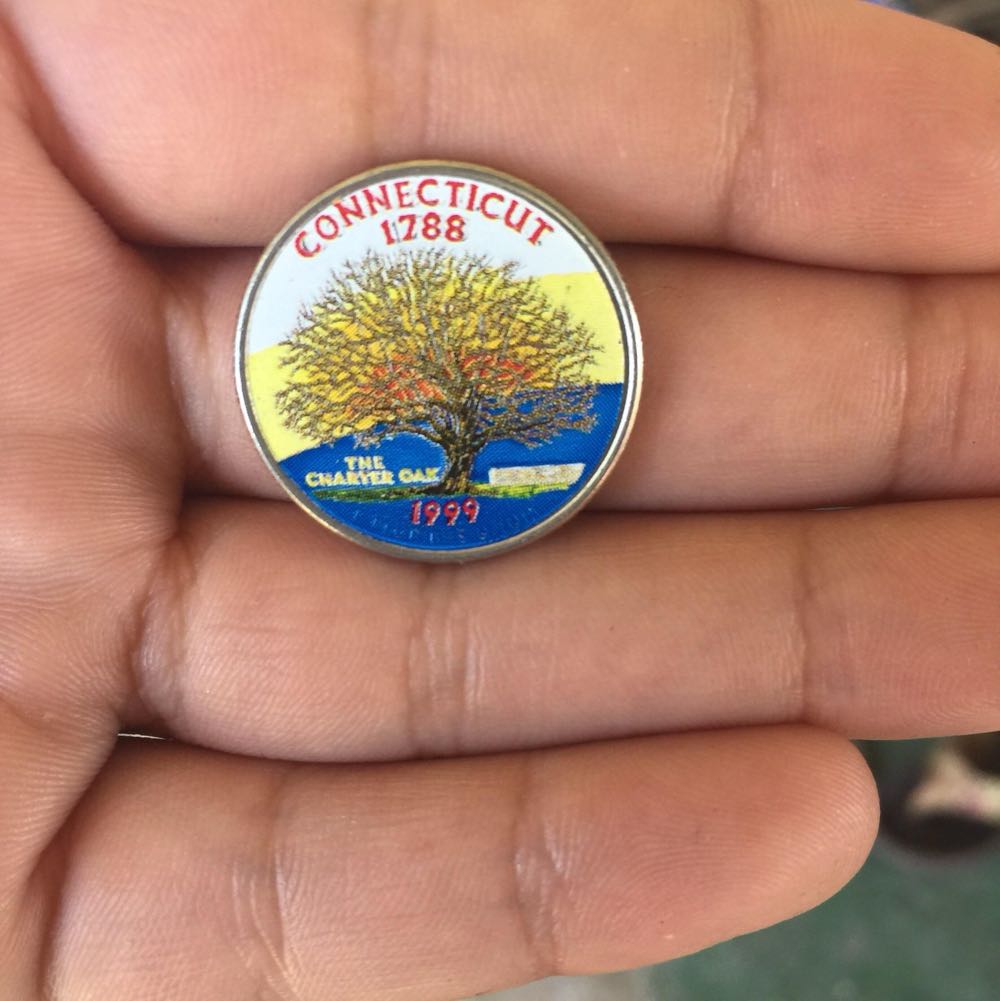 CONNECTICUT
1788
THE
CHARTER OAK
1999